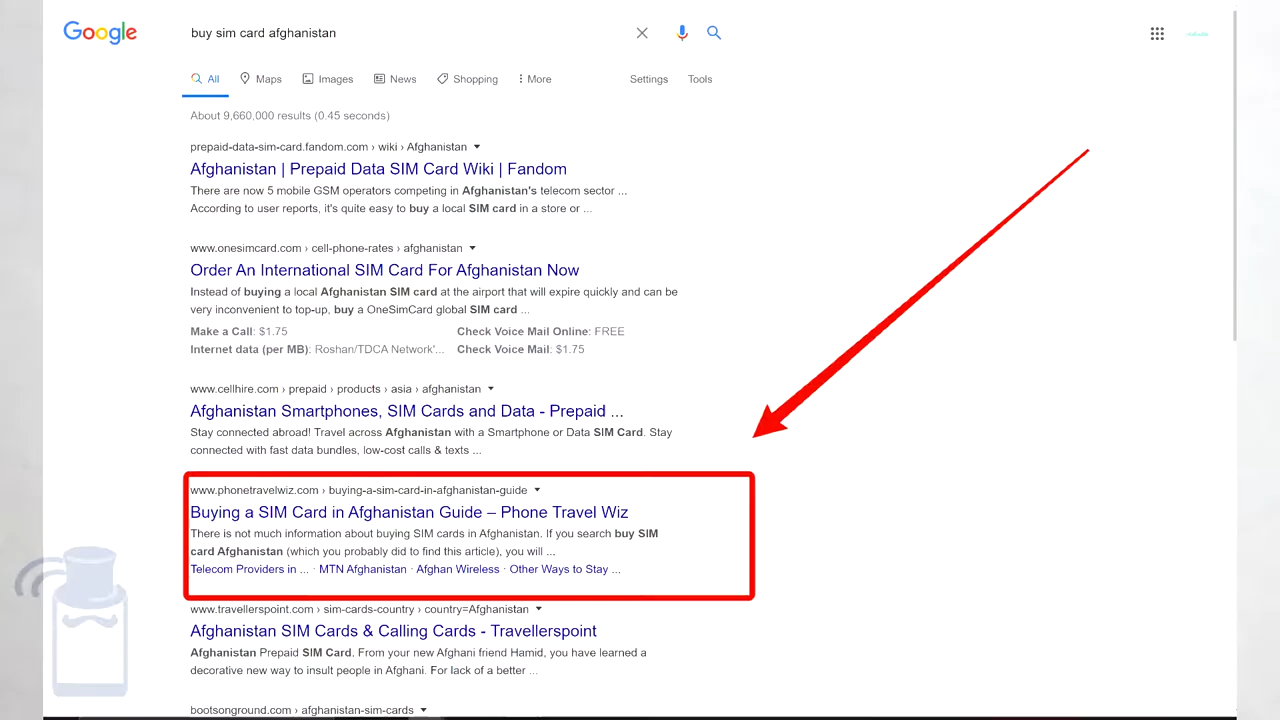 Google
buy sim card afghanistan
All Maps Images News Shopping More Settings Tools
About 9,660,000 results (0.45 seconds)
prepaid-data-sim-card.fandom.com › wiki › Afghanistan
Afghanistan | Prepaid Data SIM Card Wiki | Fandom
There are now 5 mobile GSM operators competing in Afghanistan's telecom sector ...
According to user reports, it's quite easy to buy a local SIM card in a store or ...
www.onesimcard.com › cell-phone-rates › afghanistan
Order An International SIM Card For Afghanistan Now
Instead of buying a local Afghanistan SIM card at the airport that will expire quickly and can be
very inconvenient to top-up, buy a OneSimCard global SIM card ...
Make a Call: $1.75 Check Voice Mail Online: FREE
Internet data (per MB): Roshan/TDCA Network'... Check Voice Mail: $1.75
www.cellhire.com › prepaid › products › asia › afghanistan
Afghanistan Smartphones, SIM Cards and Data - Prepaid ...
Stay connected abroad! Travel across Afghanistan with a Smartphone or Data SIM Card. Stay
connected with fast data bundles, low-cost calls & texts ...
www.phonetravelwiz.com › buying-a-sim-card-in-afghanistan-guide
Buying a SIM Card in Afghanistan Guide – Phone Travel Wiz
There is not much information about buying SIM cards in Afghanistan. If you search buy SIM
card Afghanistan (which you probably did to find this article), you will ...
Telecom Providers in ... · MTN Afghanistan · Afghan Wireless · Other Ways to Stay ...
www.travellerspoint.com › sim-cards-country › country=Afghanistan
Afghanistan SIM Cards & Calling Cards - Travellerspoint
Afghanistan Prepaid SIM Card. From your new Afghani friend Hamid, you have learned a
decorative new way to insult people in Afghani. For lack of a better ...
bootsonground.com › afghanistan-sim-cards